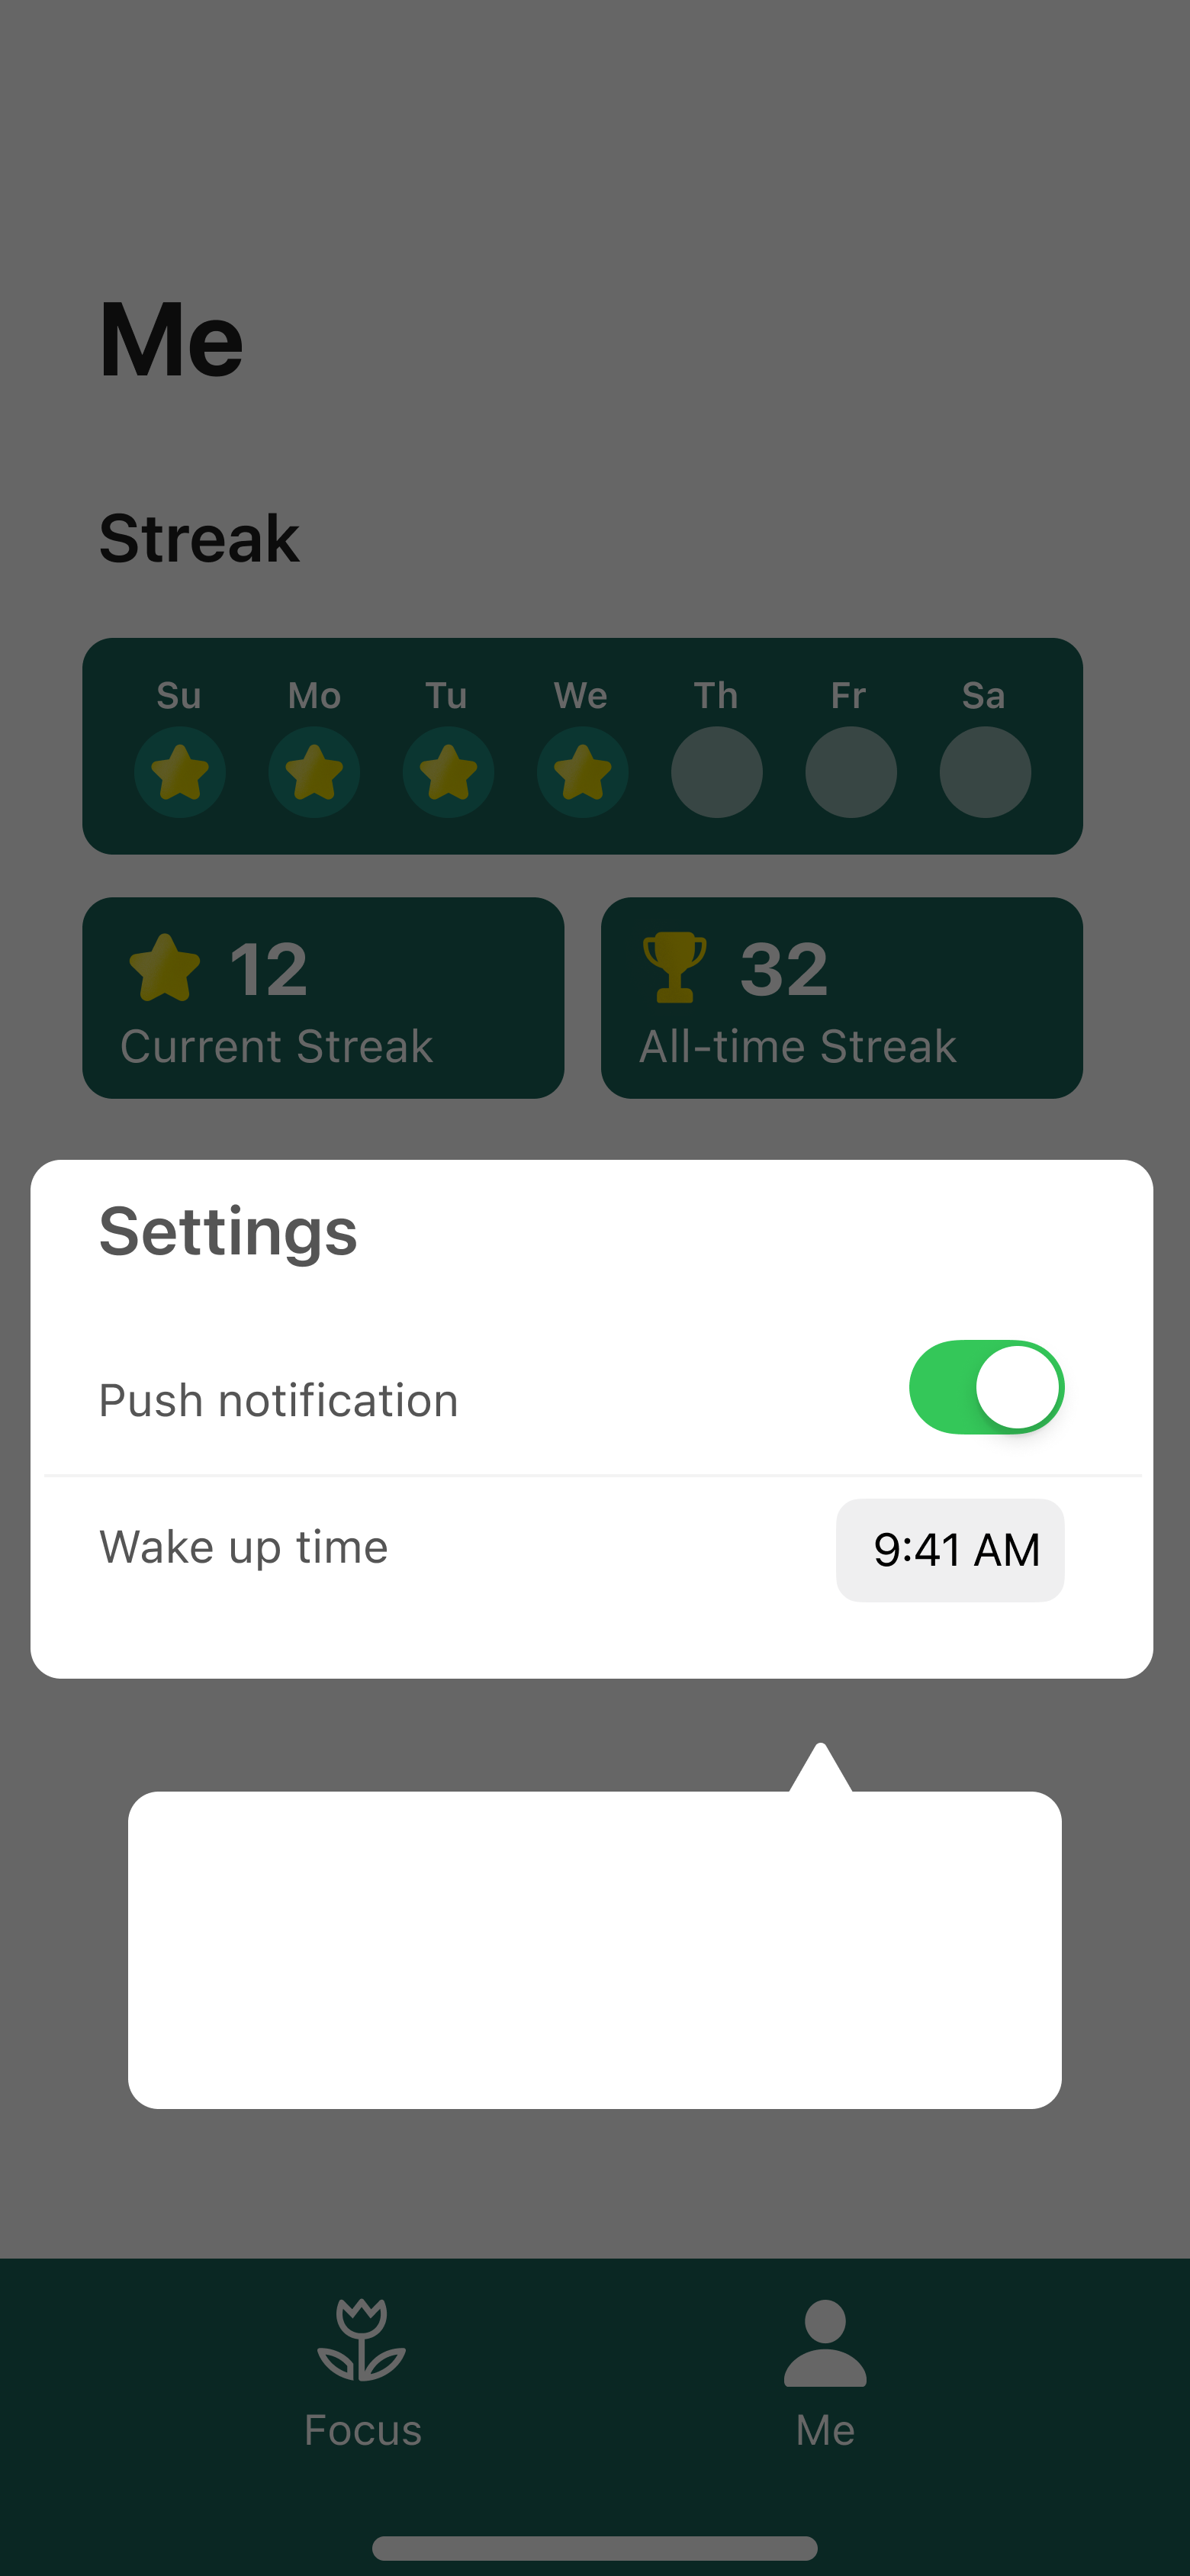 Me
Streak
Su Mo Tu We Th Fr Sa
12 32
Current Streak All-time Streak
Settings
Push notification
Wake up time 9:41 AM
Focus Me